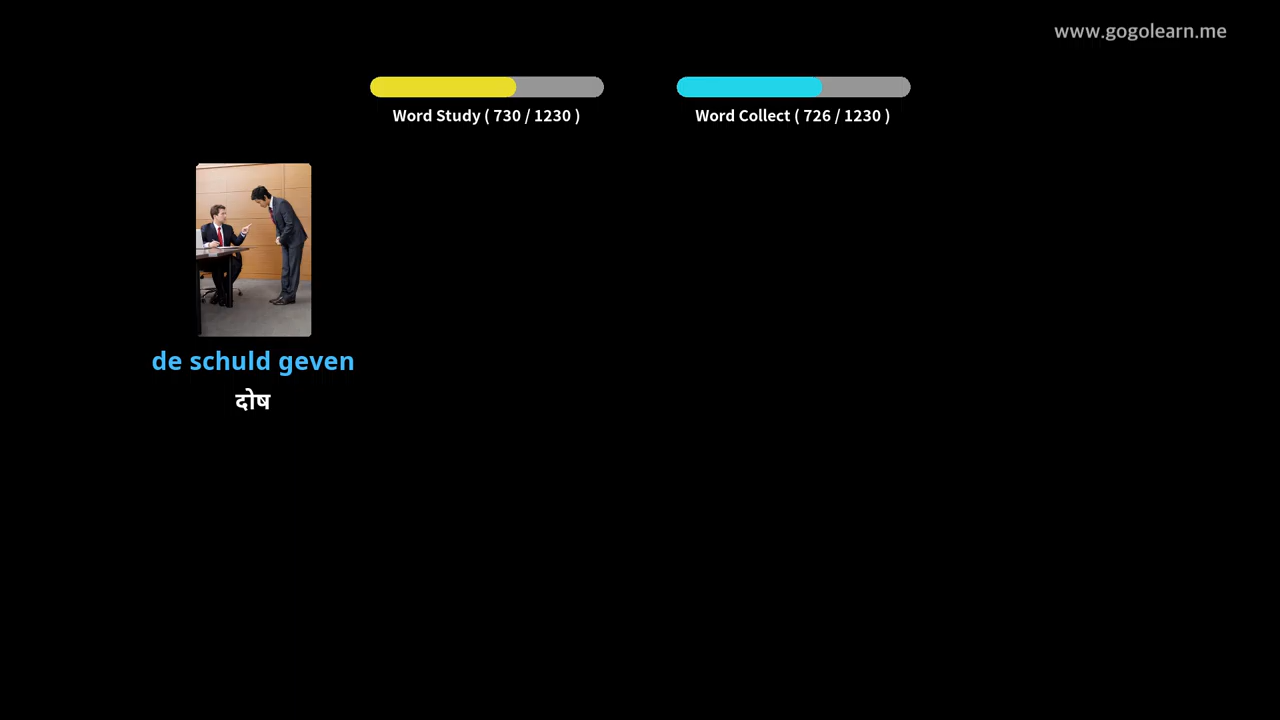 www.gogolearn.me
Word Study ( 730 / 1230 )
Word Collect ( 726 / 1230 )
de schuld geven
दोष